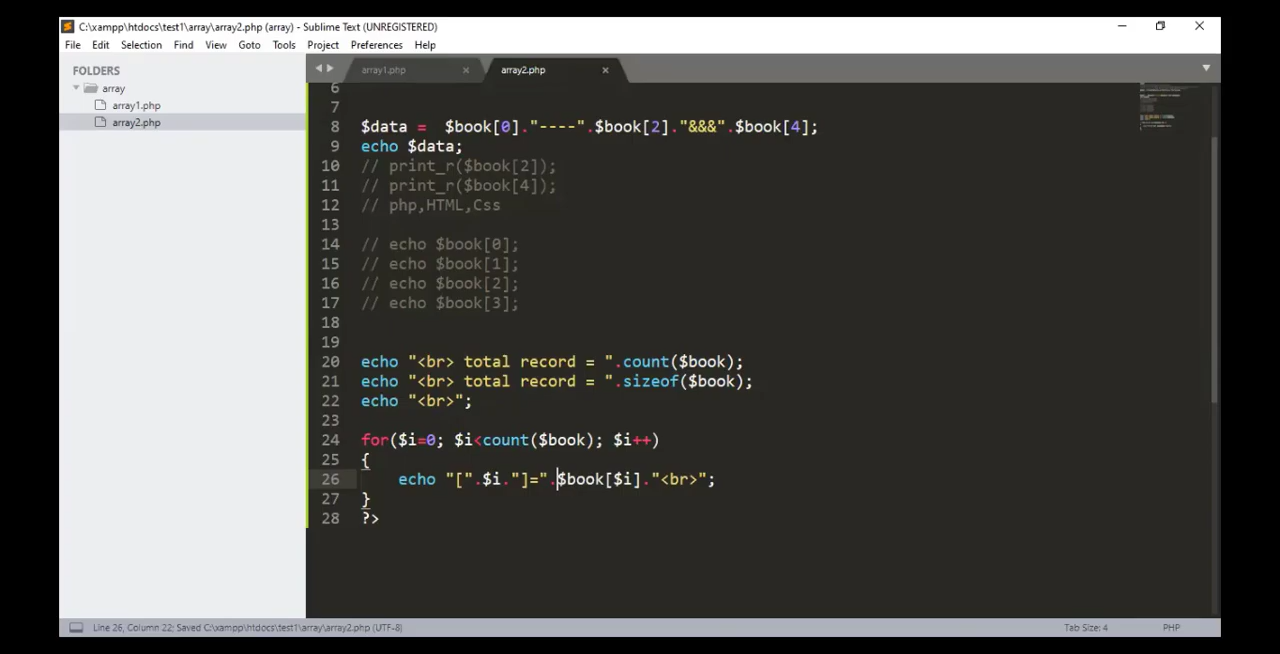 C:\xampp\htdocs\test1\array\array2.php (array) - Sublime Text (UNREGISTERED)
File Edit Selection Find View Goto Tools Project Preferences Help
FOLDERS
array
array1.php
array2.php
array1.php array2.php
6
7
8 $data =  $book[0]."----".$book[2]."&&&".$book[4];
9 echo $data;
10 // print_r($book[2]);
11 // print_r($book[4]);
12 // php,HTML,Css
13
14 // echo $book[0];
15 // echo $book[1];
16 // echo $book[2];
17 // echo $book[3];
18
19
20 echo "<br> total record = ".count($book);
21 echo "<br> total record = ".sizeof($book);
22 echo "<br>";
23
24 for($i=0; $i<count($book); $i++)
25 {
26     echo "[".$i."]=".$book[$i]."<br>";
27 }
28 ?>
Line 26, Column 22: Saved C:\xampp\htdocs\test1\array\array2.php (UTF-8) Tab Size: 4 PHP